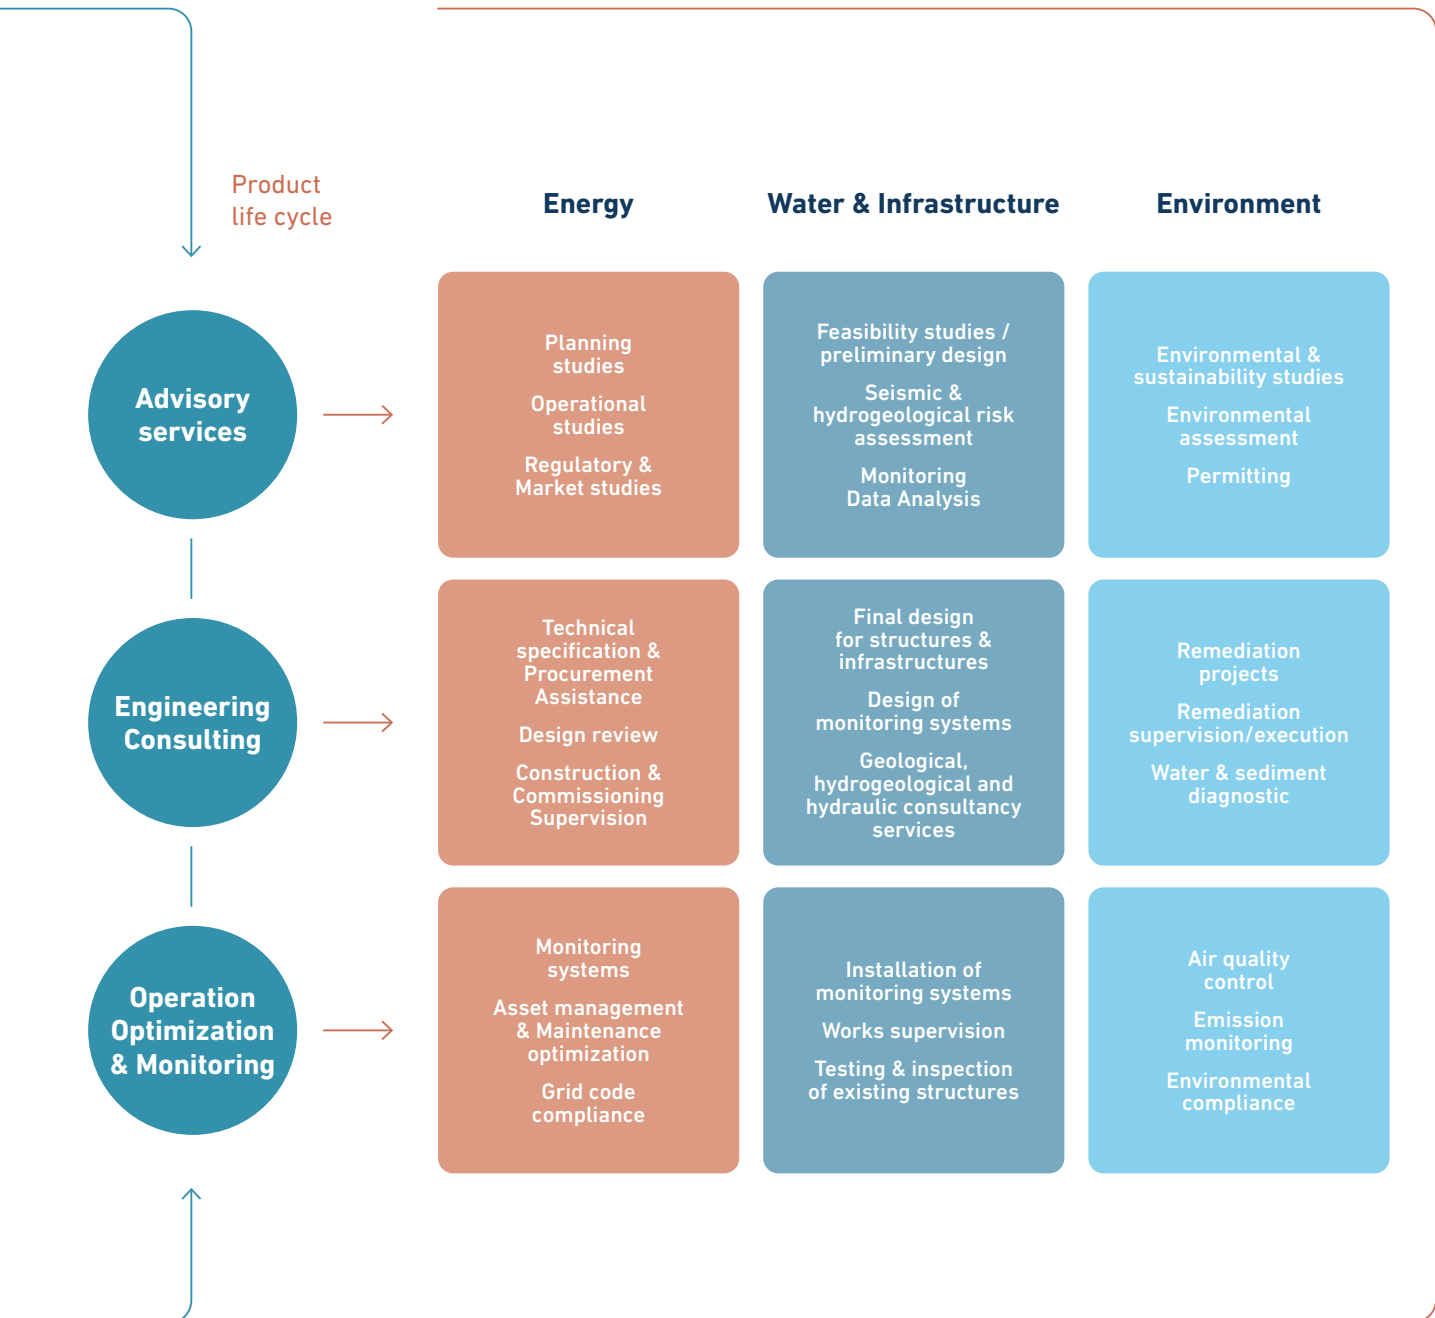 Product
life cycle
Energy
Water & Infrastructure
Environment
Advisory
services
Planning
studies
Operational
studies
Regulatory &
Market studies
Feasibility studies /
preliminary design
Seismic &
hydrogeological risk
assessment
Monitoring
Data Analysis
Environmental &
sustainability studies
Environmental
assessment
Permitting
Engineering
Consulting
Technical
specification &
Procurement
Assistance
Design review
Construction &
Commissioning
Supervision
Final design
for structures &
infrastructures
Design of
monitoring systems
Geological,
hydrogeological and
hydraulic consultancy
services
Remediation
projects
Remediation
supervision/execution
Water & sediment
diagnostic
Operation
Optimization
& Monitoring
Monitoring
systems
Asset management
& Maintenance
optimization
Grid code
compliance
Installation of
monitoring systems
Works supervision
Testing & inspection
of existing structures
Air quality
control
Emission
monitoring
Environmental
compliance